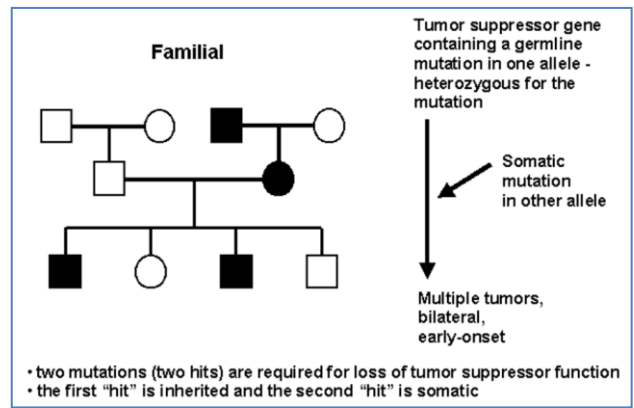 Familial
Tumor suppressor gene
containing a germline
mutation in one allele -
heterozygous for the
mutation
Somatic
mutation
in other allele
Multiple tumors,
bilateral,
early-onset
• two mutations (two hits) are required for loss of tumor suppressor function
• the first “hit” is inherited and the second “hit” is somatic